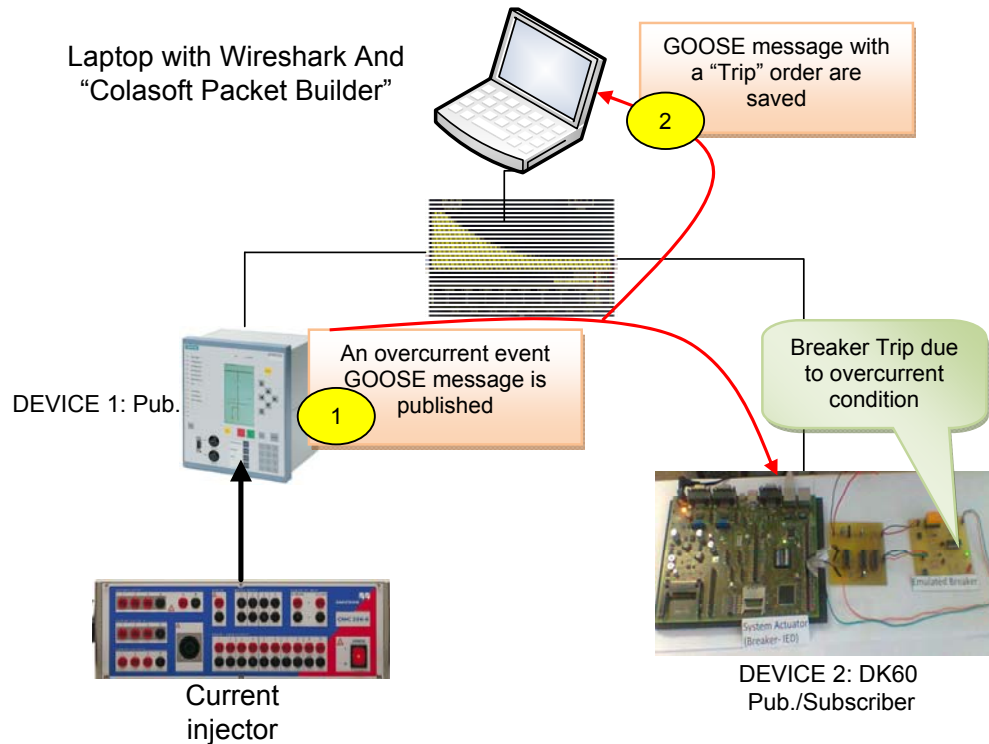 Laptop with Wireshark And
“Colasoft Packet Builder”
GOOSE message with
a “Trip” order are
saved
2
An overcurrent event
GOOSE message is
published
1
DEVICE 1: Pub.
Breaker Trip due
to overcurrent
condition
System Actuator
(Breaker- IED)
Emulated Breaker
DEVICE 2: DK60
Pub./Subscriber
Current
injector